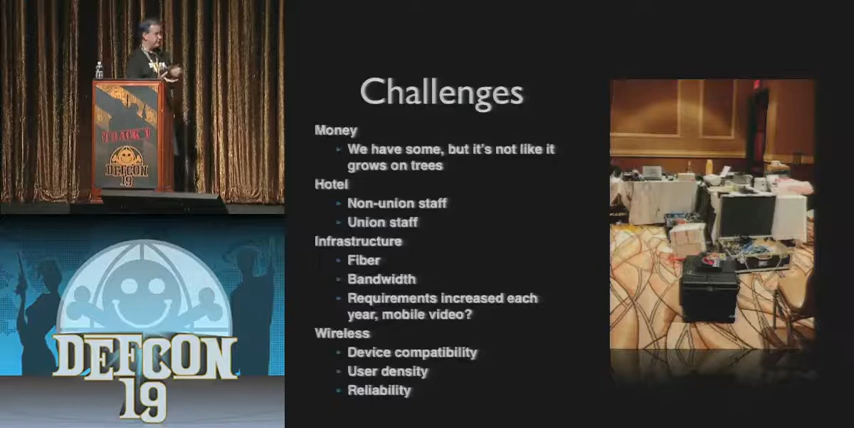 TRACK 1
DEFCON
19
Challenges
Money
We have some, but it's not like it
grows on trees
Hotel
Non-union staff
Union staff
Infrastructure
Fiber
Bandwidth
Requirements increased each
year, mobile video?
Wireless
Device compatibility
User density
Reliability
DEFCON
19